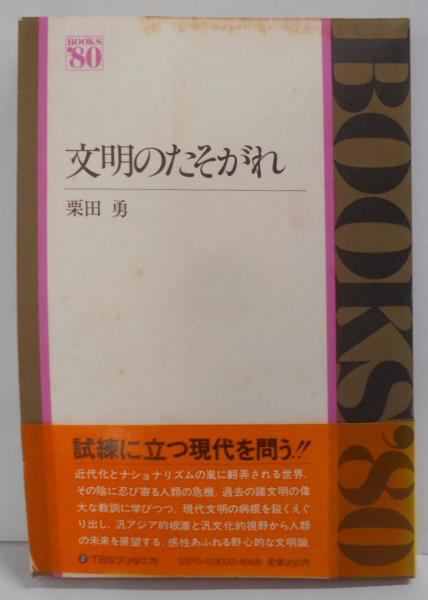 BOOKS
'80
文明のたそがれ
栗田 勇
BOOKS'80
試練に立つ現代を問う!!
近代化とナショナリズムの嵐に翻弄される世界、
その陰に忍び寄る人類の危機。過去の諸文明の偉
大な教訓に学びつつ、現代文明の病根を鋭くえぐ
り出し、汎アジア的根源と汎文化的視野から人類
の未来を展望する、感性あふれる野心的な文明論。
TBSブリタニカ 0370-123002-4968 定価900円